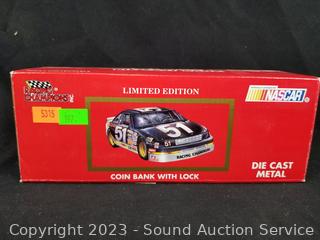 RACING CHAMPIONS
LIMITED EDITION
NASCAR
5315
51
51
51
RACING CHAMPIONS
COIN BANK WITH LOCK
DIE CAST
METAL
Copyright - 2023 - Sound Auction Service